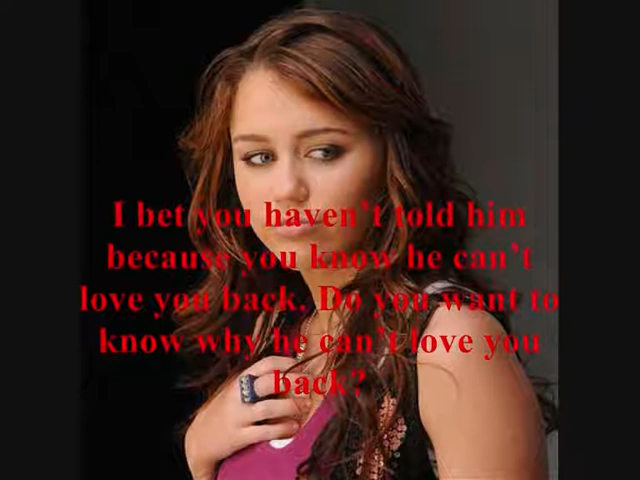 I bet you haven't told him
because you know he can't
love you back. Do you want to
know why he can't love you
back?